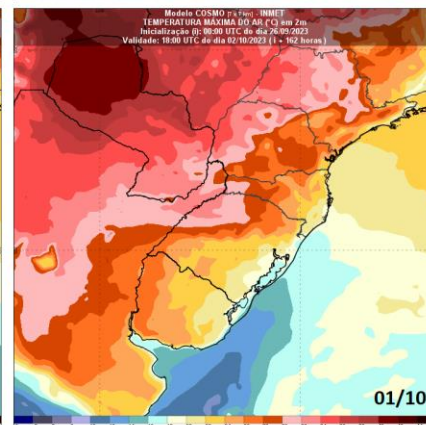 Modelo COSMO - INMET
TEMPERATURA MÁXIMA DO AR (°C) em 2m
Inicialização (i): 00:00 UTC do dia 26/09/2023
Validade: 18:00 UTC do dia 02/10/2023 ( i + 162 horas )
01/10